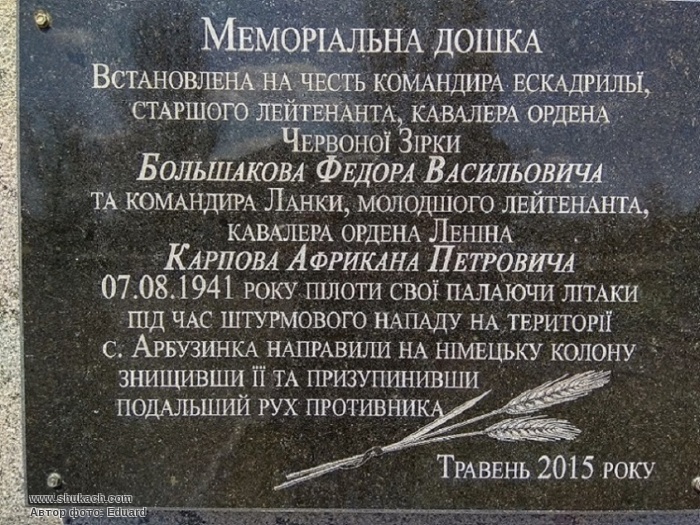 МЕМОРІАЛЬНА ДОШКА
ВСТАНОВЛЕНА НА ЧЕСТЬ КОМАНДИРА ЕСКАДРИЛЬЇ,
СТАРШОГО ЛЕЙТЕНАНТА, КАВАЛЕРА ОРДЕНА
ЧЕРВОНОЇ ЗІРКИ
БОЛЬШАКОВА ФЕДОРА ВАСИЛЬОВИЧА
ТА КОМАНДИРА ЛАНКИ, МОЛОДШОГО ЛЕЙТЕНАНТА,
КАВАЛЕРА ОРДЕНА ЛЕНІНА
КАРПОВА АФРИКАНА ПЕТРОВИЧА
07.08.1941 РОКУ ПІЛОТИ СВОЇ ПАЛАЮЧИ ЛІТАКИ
ПІД ЧАС ШТУРМОВОГО НАПАДУ НА ТЕРИТОРІЇ
С. АРБУЗИНКА НАПРАВИЛИ НА НІМЕЦЬКУ КОЛОНУ
ЗНИЩИВШИ ЇЇ ТА ПРИЗУПИНИВШИ
ПОДАЛЬШИЙ РУХ ПРОТИВНИКА
ТРАВЕНЬ 2015 РОКУ
www.shukach.com
Автор фото: Eduard